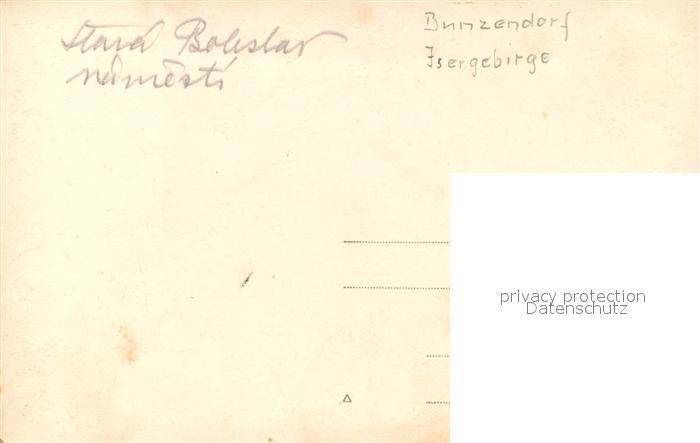 Stará Boleslav
náměstí
Bunzendorf
Isergebirge
privacy protection
Datenschutz